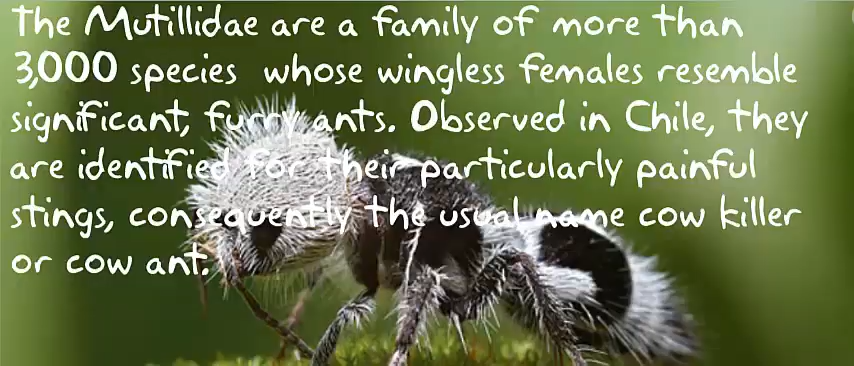 The Mutillidae are a family of more than
3,000 species whose wingless females resemble
significant, furry ants. Observed in Chile, they
are identified for their particularly painful
stings, consequently the usual name cow killer
or cow ant.